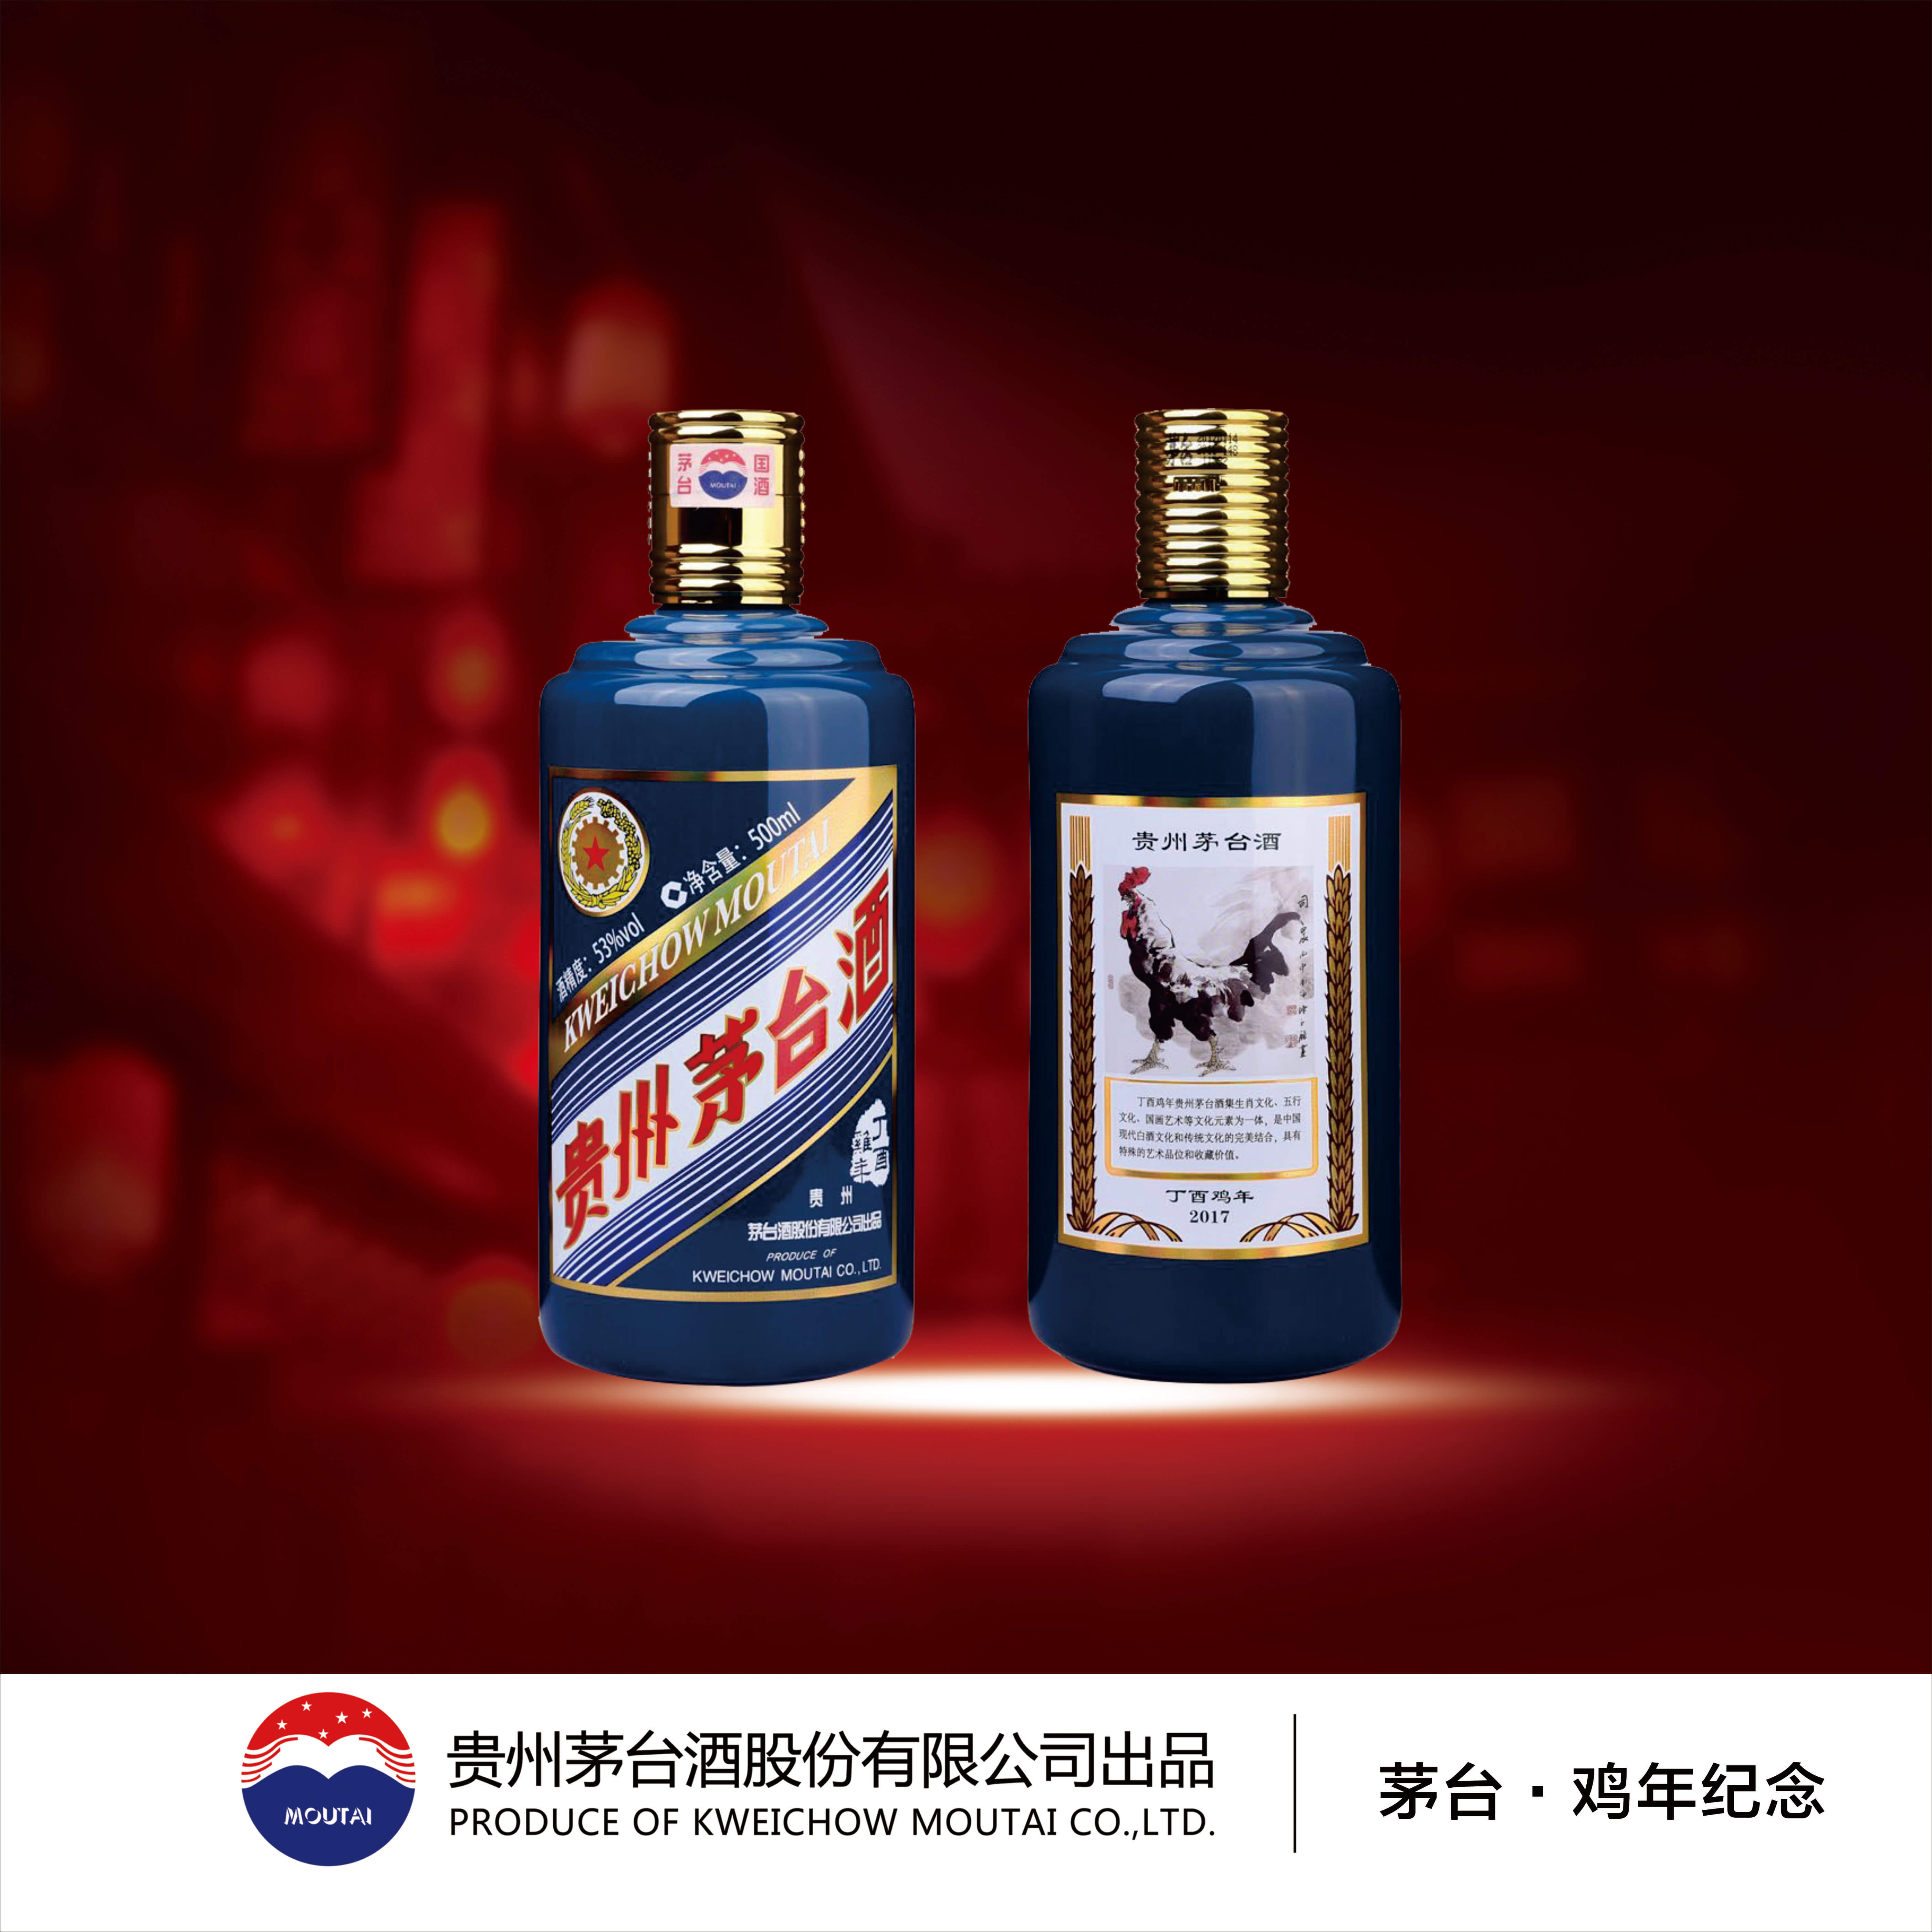 茅台 国酒
MOUTAI
酒精度：53%vol
净含量：500ml
KWEICHOW MOUTAI
贵州茅台酒
丁酉
贵州
茅台酒股份有限公司出品
PRODUCE OF
KWEICHOW MOUTAI CO., LTD.
贵州茅台酒
丁酉鸡年贵州茅台酒集生肖文化、五行
文化、国画艺术等文化元素为一体，是中国
现代白酒文化和传统文化的完美结合，具有
特殊的艺术品位和收藏价值。
丁酉鸡年
2017
MOUTAI
贵州茅台酒股份有限公司出品
PRODUCE OF KWEICHOW MOUTAI CO.,LTD.
茅台·鸡年纪念